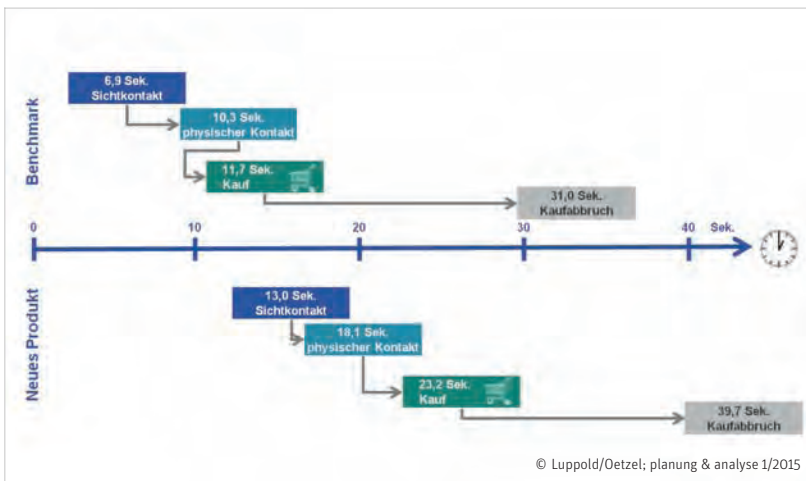 Benchmark
6,9 Sek.
Sichtkontakt
10,3 Sek.
physischer Kontakt
11,7 Sek.
Kauf
31,0 Sek.
Kaufabbruch
0
10
20
30
40
Sek.
Neues Produkt
13,0 Sek.
Sichtkontakt
18,1 Sek.
physischer Kontakt
23,2 Sek.
Kauf
39,7 Sek.
Kaufabbruch
© Luppold/Oetzel; planung & analyse 1/2015